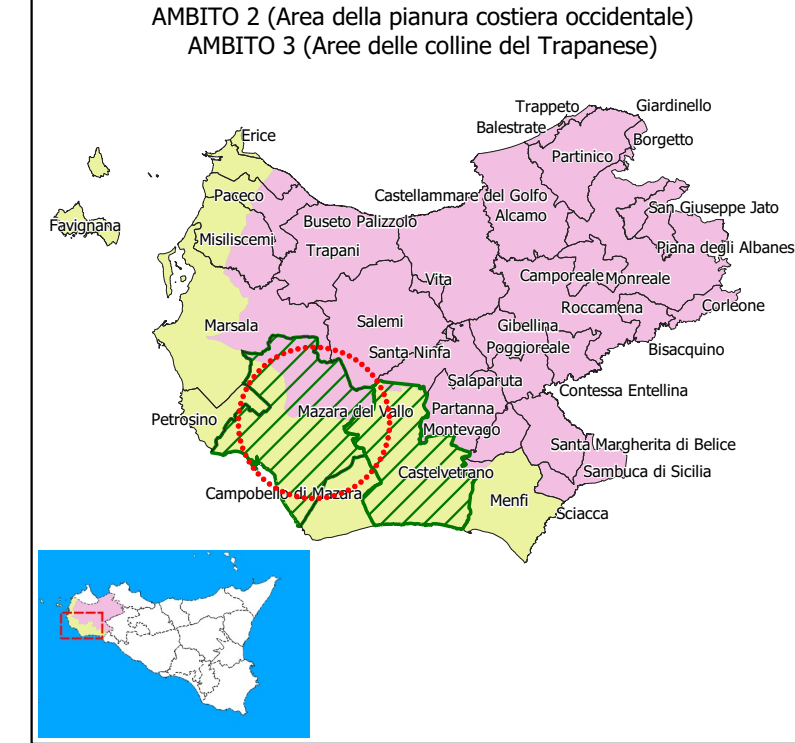 AMBITO 2 (Area della pianura costiera occidentale)
AMBITO 3 (Aree delle colline del Trapanese)
Trappeto
Giardinello
Balestrate
Borgetto
Erice
Partinico
Paceco
Castellammare del Golfo
San Giuseppe Jato
Favignana
Buseto Palizzolo
Alcamo
Misiliscemi
Trapani
Piana degli Albanes
Vita
Camporeale
Monreale
Marsala
Salemi
Roccamena
Corleone
Gibellina
Santa Ninfa
Poggioreale
Bisacquino
Salaparuta
Contessa Entellina
Petrosino
Mazara del Vallo
Partanna
Montevago
Santa Margherita di Belice
Castelvetrano
Sambuca di Sicilia
Campobello di Mazara
Menfi
Sciacca